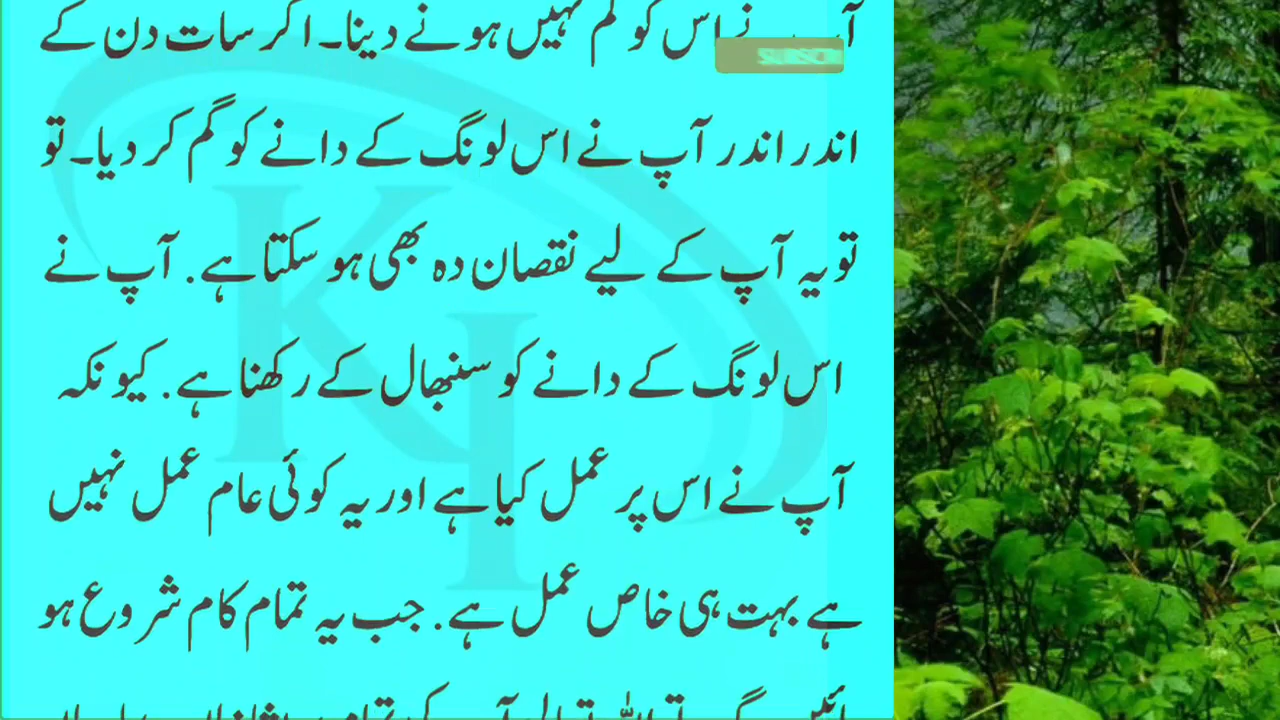 آپ نے اس کو گم نہیں ہونے دینا۔ اگر سات دن کے
اندر اندر آپ نے اس لونگ کے دانے کو گم کر دیا۔ تو
تو یہ آپ کے لیے نقصان دہ بھی ہو سکتا ہے. آپ نے
اس لونگ کے دانے کو سنبھال کے رکھنا ہے. کیونکہ
آپ نے اس پر عمل کیا ہے اور یہ کوئی عام عمل نہیں
ہے بہت ہی خاص عمل ہے. جب یہ تمام کام شروع ہو
KI